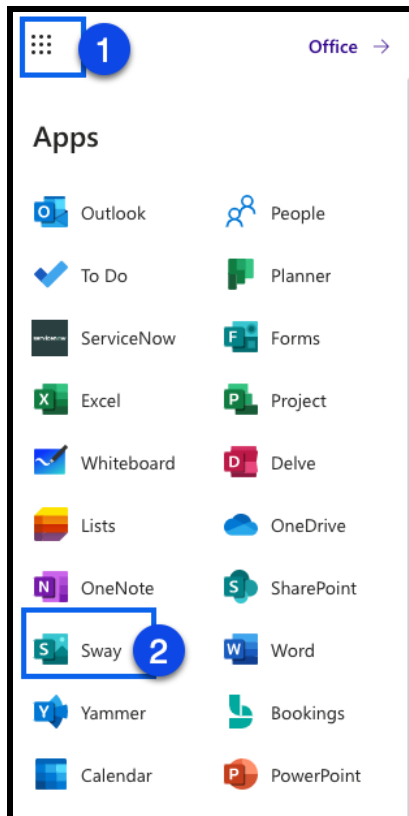 1 Office →
Apps
Outlook People
To Do Planner
servicenow ServiceNow Forms
Excel Project
Whiteboard Delve
Lists OneDrive
OneNote SharePoint
Sway 2 Word
Yammer Bookings
Calendar PowerPoint